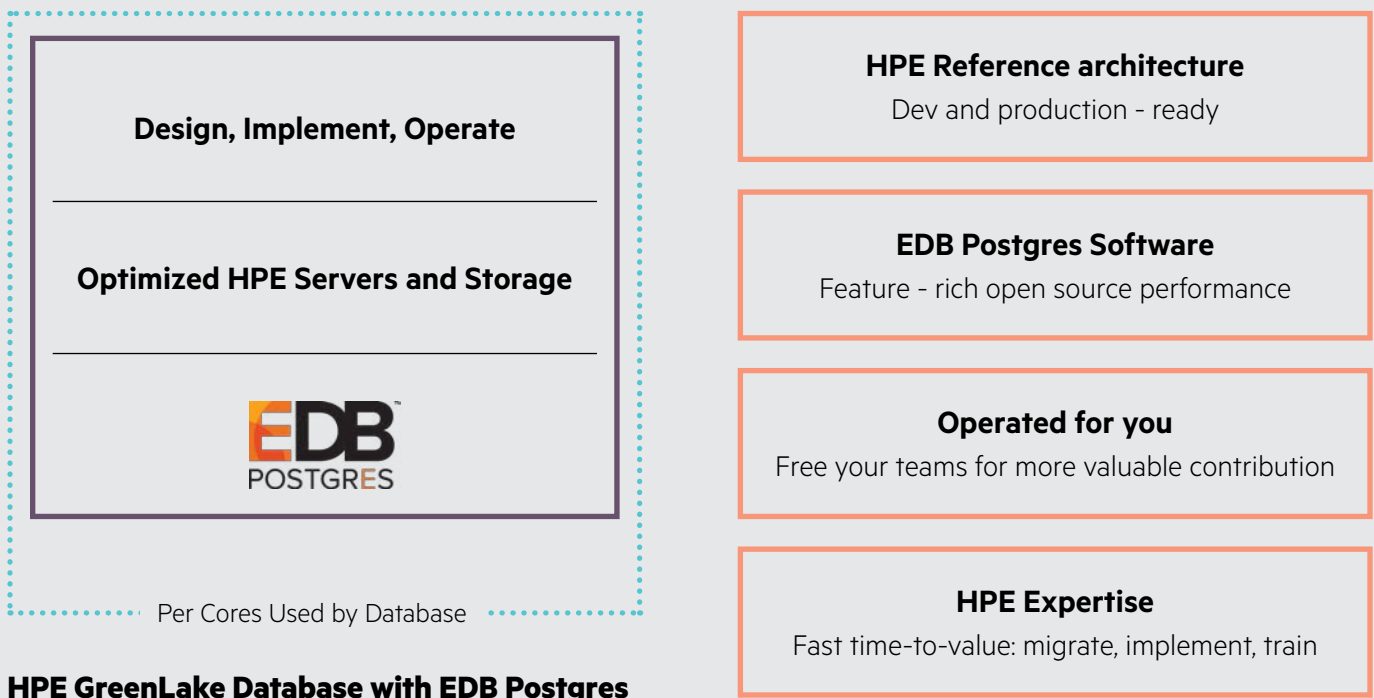 Design, Implement, Operate
Optimized HPE Servers and Storage
EDB™
POSTGRES
Per Cores Used by Database
HPE GreenLake Database with EDB Postgres
HPE Reference architecture
Dev and production - ready
EDB Postgres Software
Feature - rich open source performance
Operated for you
Free your teams for more valuable contribution
HPE Expertise
Fast time-to-value: migrate, implement, train